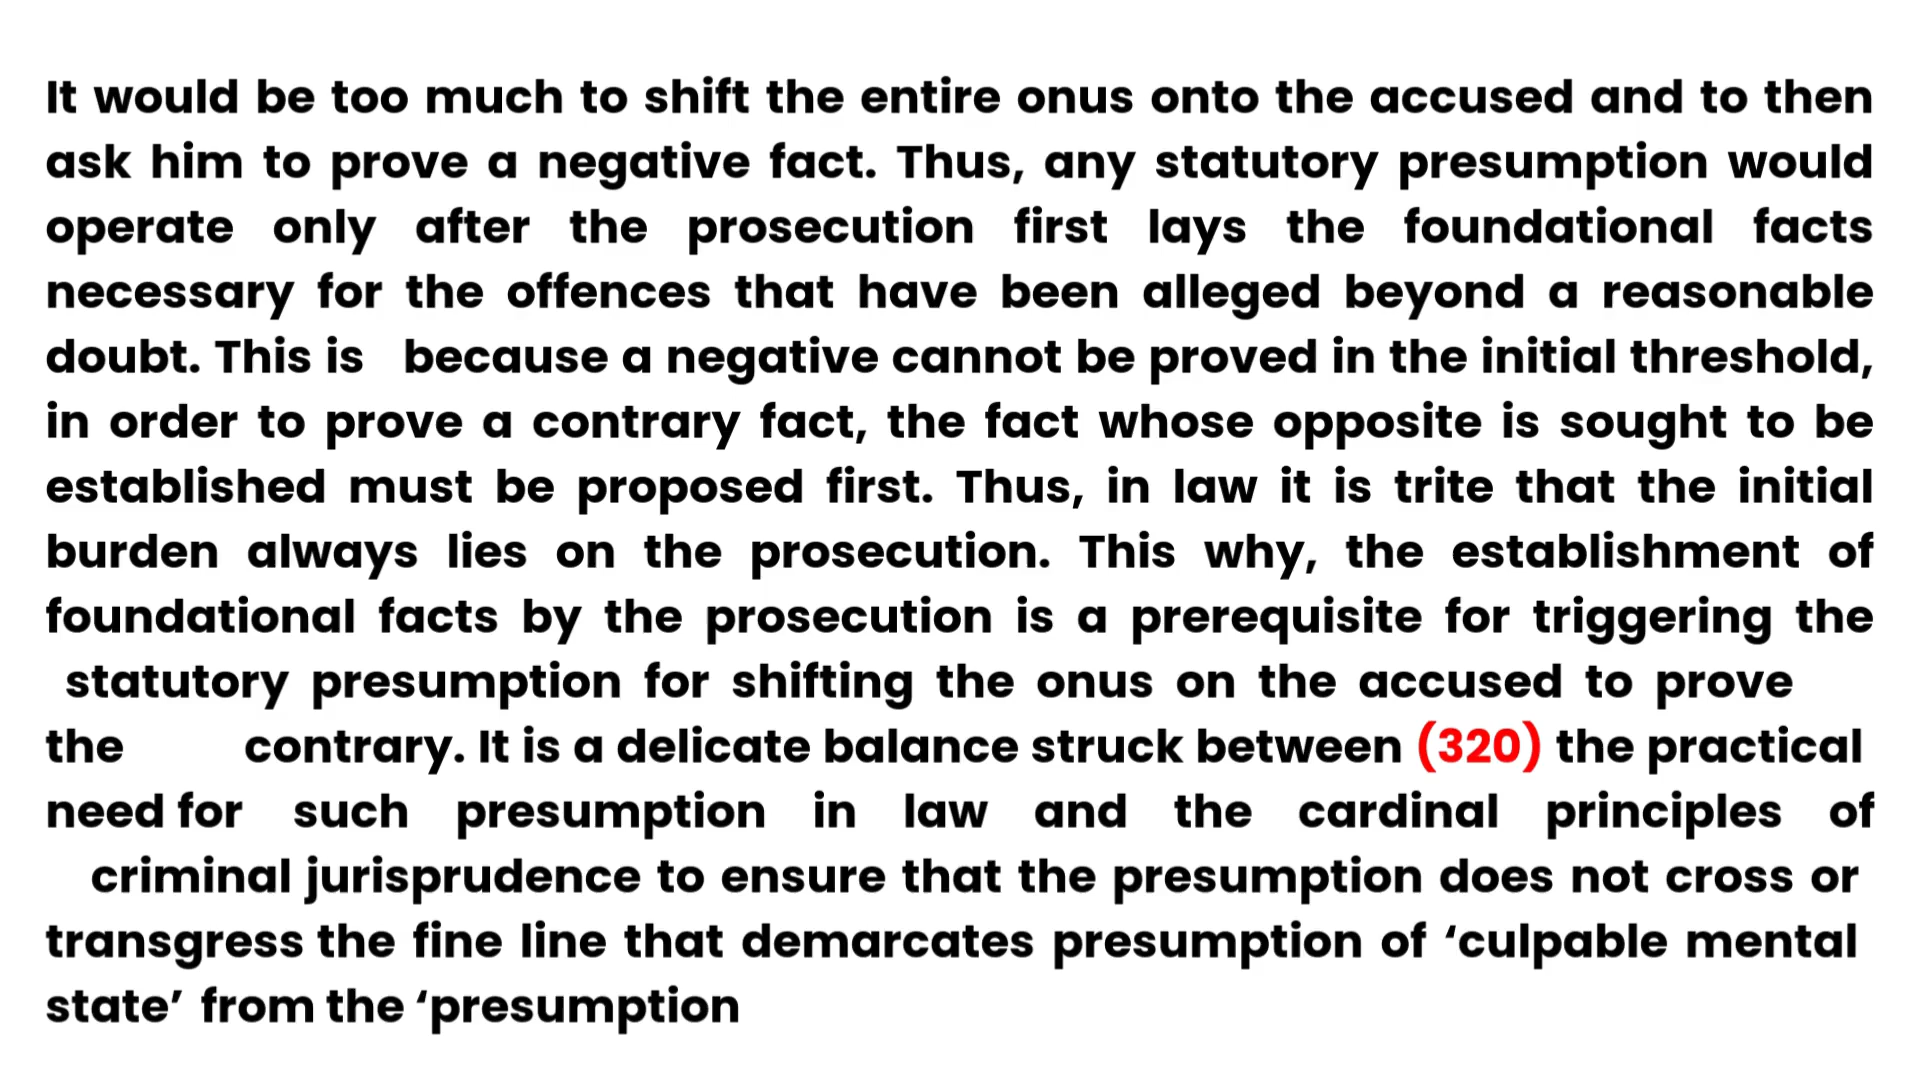 It would be too much to shift the entire onus onto the accused and to then
ask him to prove a negative fact. Thus, any statutory presumption would
operate only after the prosecution first lays the foundational facts
necessary for the offences that have been alleged beyond a reasonable
doubt. This is because a negative cannot be proved in the initial threshold,
in order to prove a contrary fact, the fact whose opposite is sought to be
established must be proposed first. Thus, in law it is trite that the initial
burden always lies on the prosecution. This why, the establishment of
foundational facts by the prosecution is a prerequisite for triggering the
statutory presumption for shifting the onus on the accused to prove
the contrary. It is a delicate balance struck between (320) the practical
need for such presumption in law and the cardinal principles of
criminal jurisprudence to ensure that the presumption does not cross or
transgress the fine line that demarcates presumption of ‘culpable mental
state’ from the ‘presumption